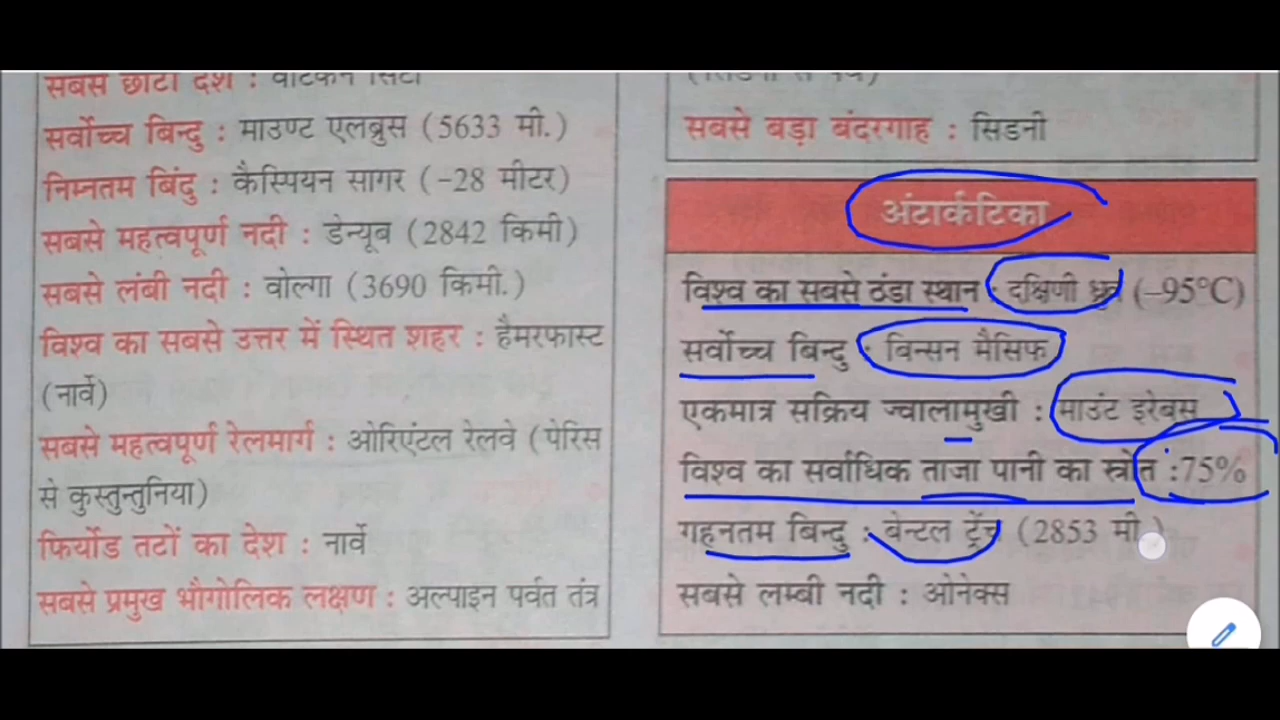 सबसे छोटा देश : वेटिकन सिटी
सर्वोच्च बिन्दु : माउण्ट एलब्रुस (5633 मी.)
निम्नतम बिंदु : कैस्पियन सागर (-28 मीटर)
सबसे महत्वपूर्ण नदी : डेन्यूब (2842 किमी)
सबसे लंबी नदी : वोल्गा (3690 किमी.)
विश्व का सबसे उत्तर में स्थित शहर : हैमरफास्ट
(नार्वे)
सबसे महत्वपूर्ण रेलमार्ग : ओरिएंटल रेलवे (पेरिस
से कुस्तुन्तुनिया)
फिर्योड तटों का देश : नार्वे
सबसे प्रमुख भौगोलिक लक्षण : अल्पाइन पर्वत तंत्र
सबसे बड़ा बंदरगाह : सिडनी
अंटार्कटिका
विश्व का सबसे ठंडा स्थान : दक्षिणी ध्रुव (–95°C)
सर्वोच्च बिन्दु : विन्सन मैसिफ
एकमात्र सक्रिय ज्वालामुखी : माउंट इरेबस
विश्व का सर्वाधिक ताजा पानी का स्त्रोत : 75%
गहनतम बिन्दु : बेन्टल ट्रेंच (2853 मी.)
सबसे लम्बी नदी : ओनेक्स